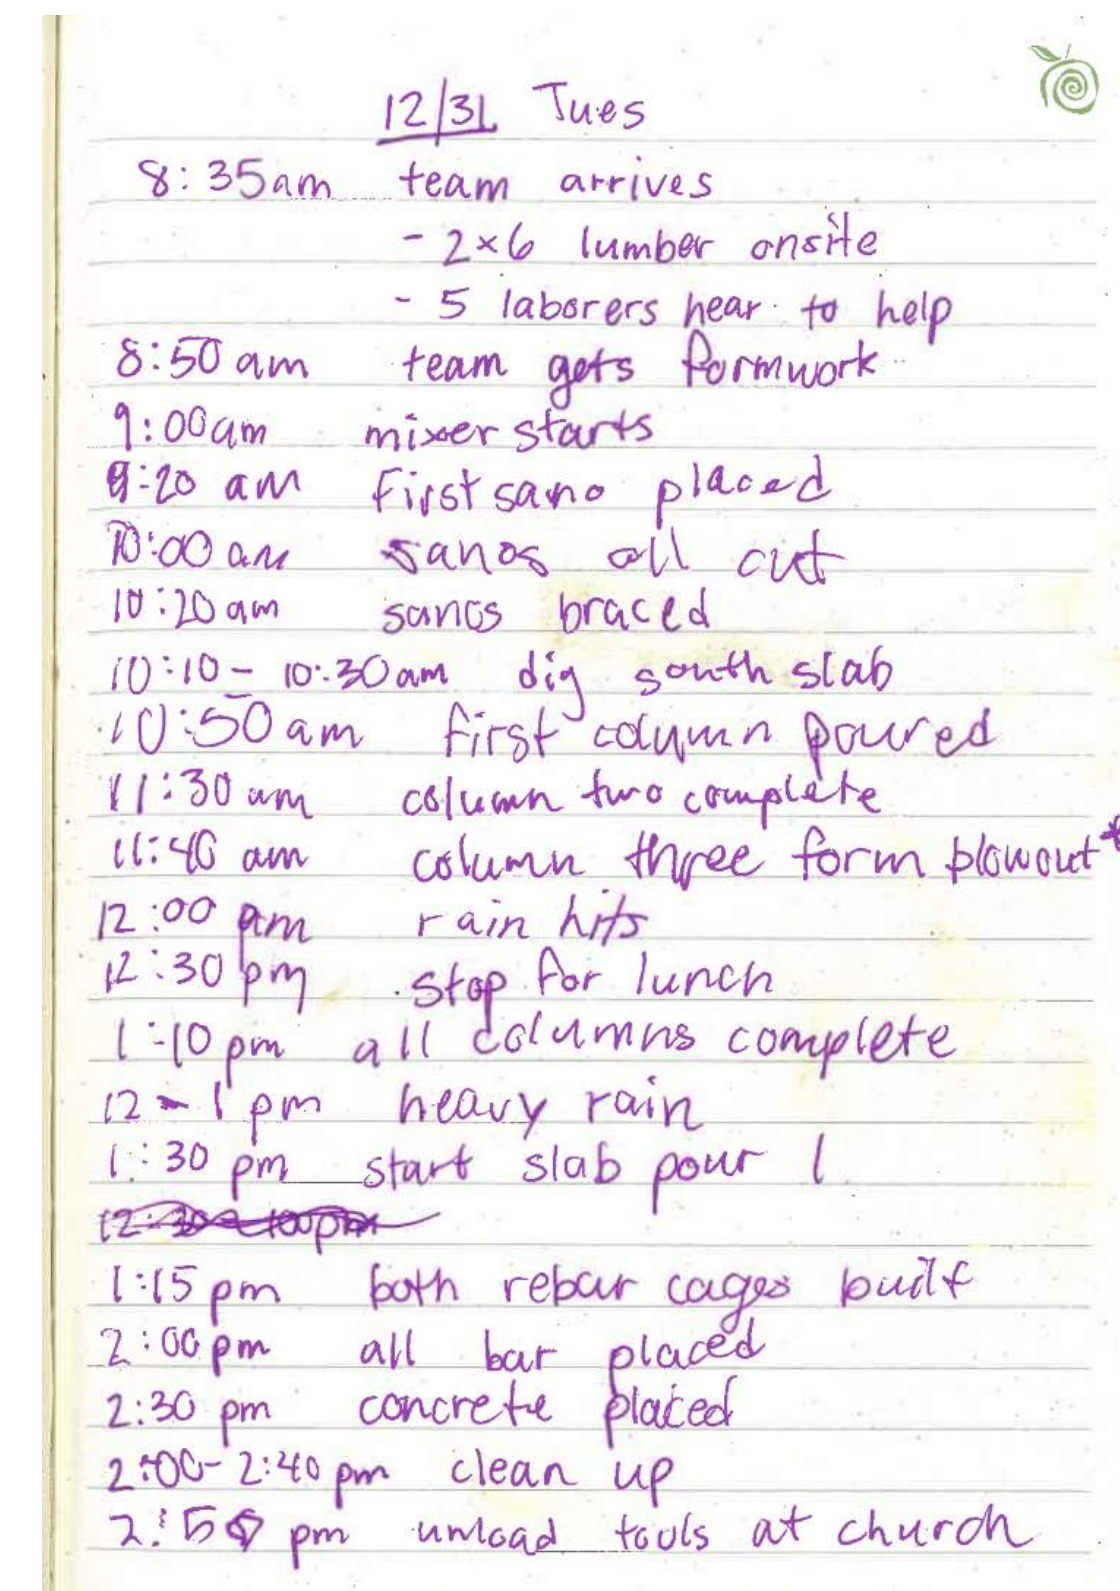 12/31 Tues
8:35am team arrives
- 2x6 lumber onsite
- 5 laborers hear to help
8:50 am team gets formwork
9:00am mixer starts
9:20 am first sano placed
10:00 am sanos all cut
10:20am sanos braced
10:10 - 10:30am dig south slab
10:50 am first column poured
11:30 am column two complete
11:40 am column three form blowout*
12:00 pm rain hits
12:30 pm stop for lunch
1:10 pm all columns complete
12 - 1 pm heavy rain
1:30 pm start slab pour 1
1:15 pm both rebar cages built
2:00 pm all bar placed
2:30 pm concrete placed
2:00-2:40 pm clean up
2:50 pm unload tools at church